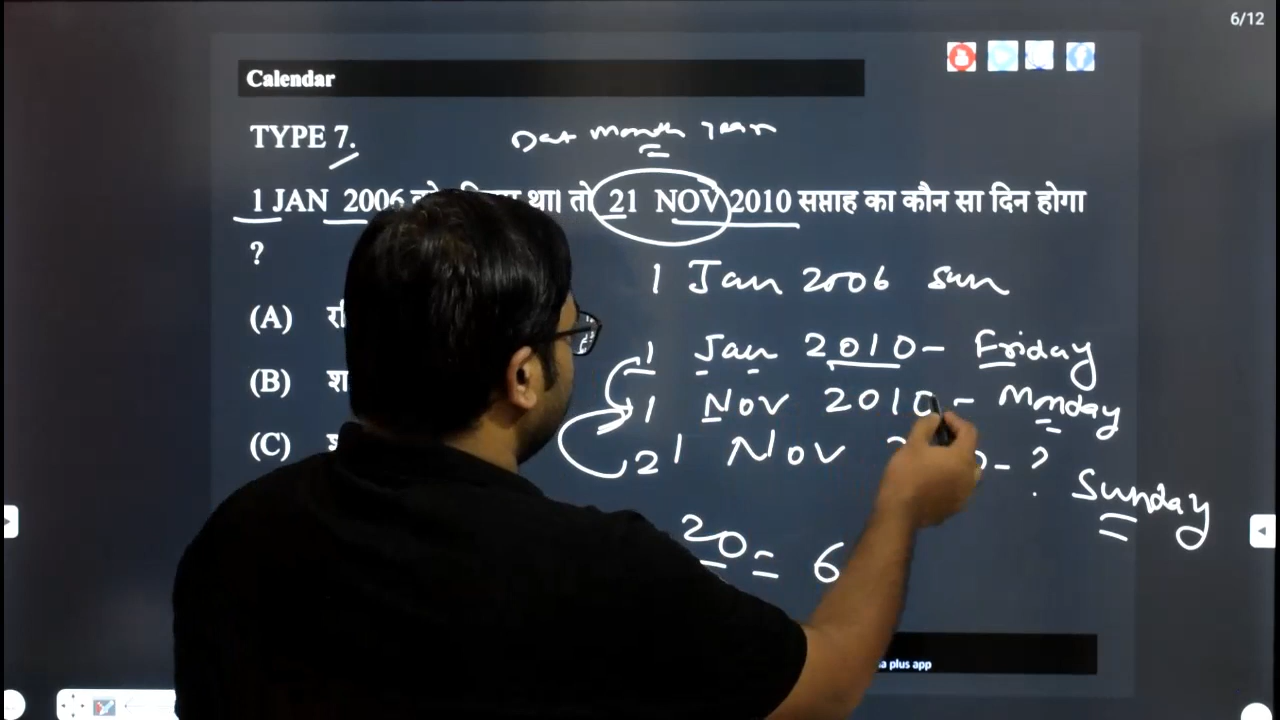 6/12
Calendar
TYPE 7.
Dat month year
1 JAN 2006 था। तो 21 NOV 2010 सप्ताह का कौन सा दिन होगा
?
1 Jan 2006 Sun
(A)
1 Jan 2010 - Friday
(B)
1 Nov 2010 - Monday
(C)
21 Nov - ?
Sunday
20 = 6
plus app